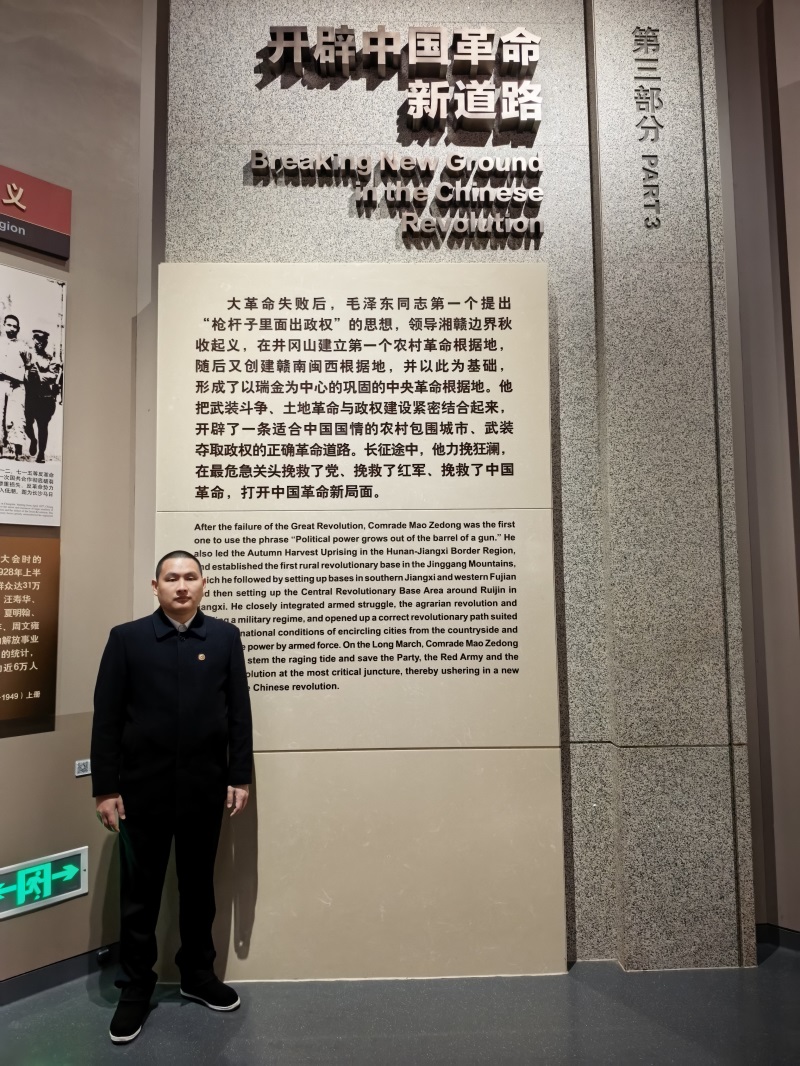 开辟中国革命
新道路
Breaking New Ground
in the Chinese
Revolution
第三部分 PART 3
大革命失败后，毛泽东同志第一个提出
“枪杆子里面出政权”的思想，领导湘赣边界秋
收起义，在井冈山建立第一个农村革命根据地，
随后又创建赣南闽西根据地，并以此为基础，
形成了以瑞金为中心的巩固的中央革命根据地。他
把武装斗争、土地革命与政权建设紧密结合起来，
开辟了一条适合中国国情的农村包围城市、武装
夺取政权的正确革命道路。长征途中，他力挽狂澜，
在最危急关头挽救了党、挽救了红军、挽救了中国
革命，打开中国革命新局面。
After the failure of the Great Revolution, Comrade Mao Zedong was the first
one to use the phrase “Political power grows out of the barrel of a gun.” He
also led the Autumn Harvest Uprising in the Hunan-Jiangxi Border Region,
and established the first rural revolutionary base in the Jinggang Mountains,
which he followed by setting up bases in southern Jiangxi and western Fujian
then setting up the Central Revolutionary Base Area around Ruijin in
Jiangxi. He closely integrated armed struggle, the agrarian revolution and
a military regime, and opened up a correct revolutionary path suited
national conditions of encircling cities from the countryside and
power by armed force. On the Long March, Comrade Mao Zedong
stem the raging tide and save the Party, the Red Army and the
at the most critical juncture, thereby ushering in a new
Chinese revolution.
义
gion
大会时的
928年上半
群众达31万
汪寿华、
夏明翰、
、周文雍
解放事业
的统计，
近6万人
1949）上册